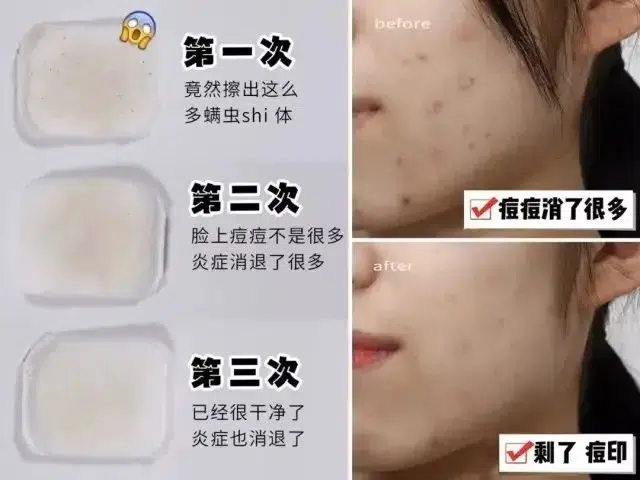 第一次
竟然擦出这么
多螨虫shi 体
第二次
脸上痘痘不是很多
炎症消退了很多
第三次
已经很干净了
炎症也消退了
before
痘痘消了很多
after
剩了 痘印